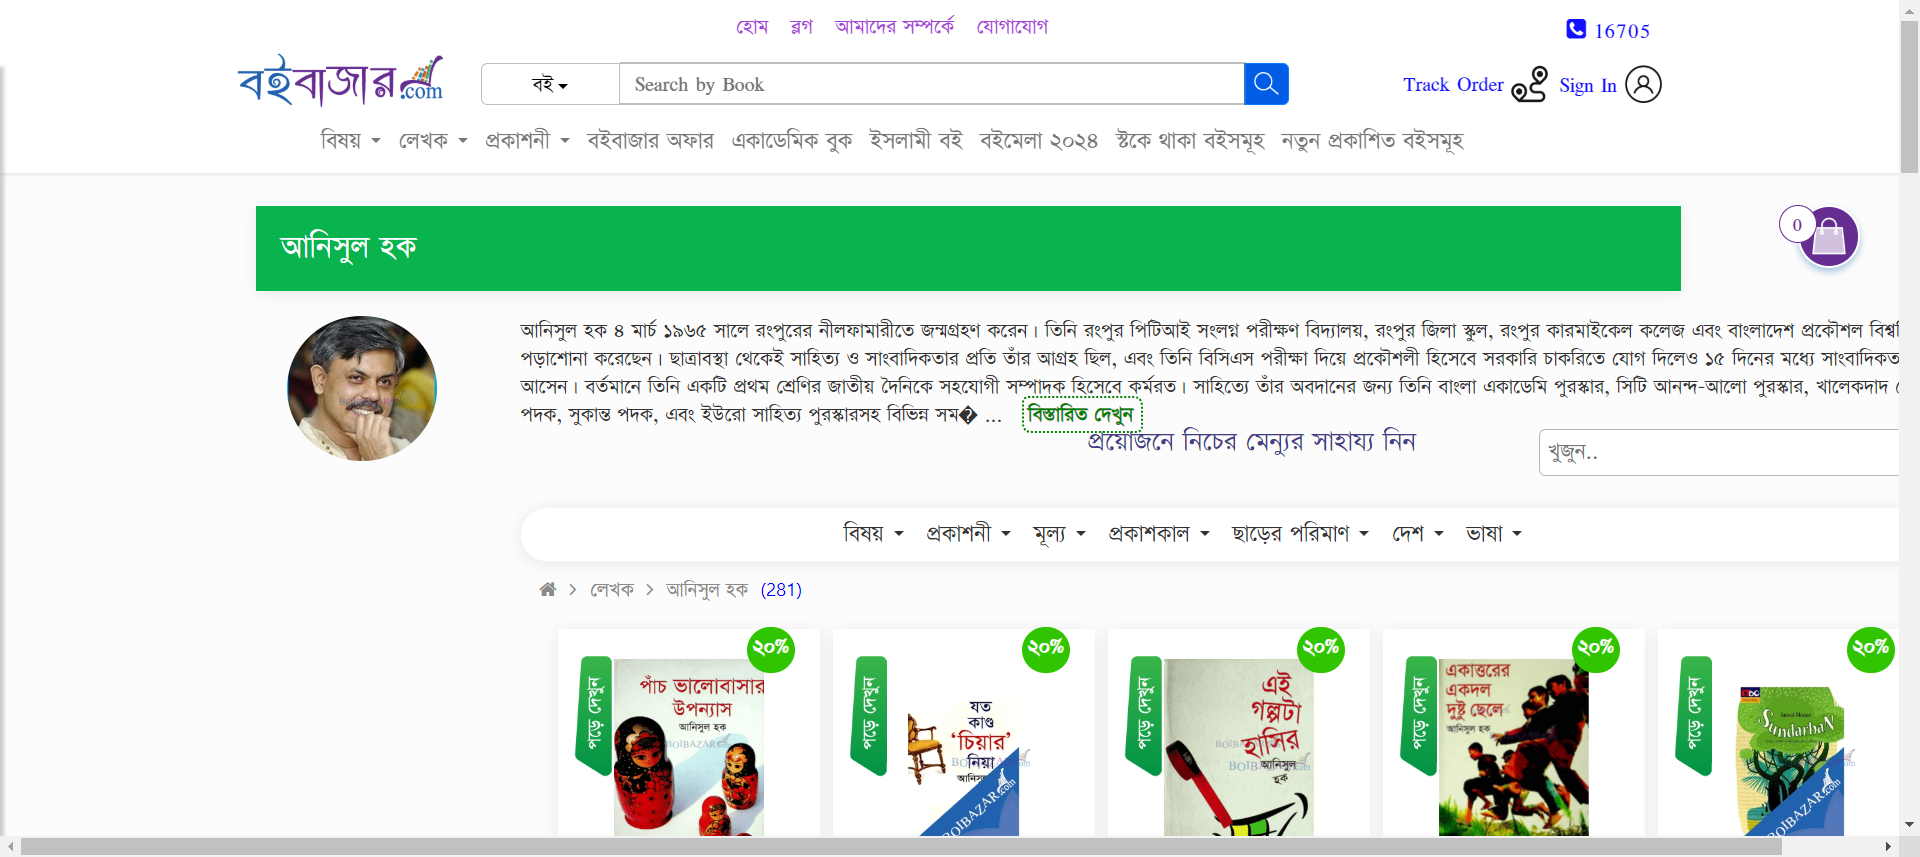 হোম ব্লগ আমাদের সম্পর্কে যোগাযোগ
16705
বইবাজার.com
বই
Search by Book
Track Order
Sign In
বিষয় লেখক প্রকাশনী বইবাজার অফার একাডেমিক বুক ইসলামী বই বইমেলা ২০২৪ স্টকে থাকা বইসমূহ নতুন প্রকাশিত বইসমূহ
আনিসুল হক
0
আনিসুল হক ৪ মার্চ ১৯৬৫ সালে রংপুরের নীলফামারীতে জন্মগ্রহণ করেন। তিনি রংপুর পিটিআই সংলগ্ন পরীক্ষণ বিদ্যালয়, রংপুর জিলা স্কুল, রংপুর কারমাইকেল কলেজ এবং বাংলাদেশ প্রকৌশল
পড়াশোনা করেছেন। ছাত্রাবস্থা থেকেই সাহিত্য ও সাংবাদিকতার প্রতি তাঁর আগ্রহ ছিল, এবং তিনি বিসিএস পরীক্ষা দিয়ে প্রকৌশলী হিসেবে সরকারি চাকরিতে যোগ দিলেও ১৫ দিনের মধ্যে সাংবাদিকত
আসেন। বর্তমানে তিনি একটি প্রথম শ্রেণির জাতীয় দৈনিকে সহযোগী সম্পাদক হিসেবে কর্মরত। সাহিত্যে তাঁর অবদানের জন্য তিনি বাংলা একাডেমি পুরস্কার, সিটি আনন্দ-আলো পুরস্কার, খালেকদাদ
পদক, সুকান্ত পদক, এবং ইউরো সাহিত্য পুরস্কারসহ বিভিন্ন সম� ... বিস্তারিত দেখুন
প্রয়োজনে নিচের মেন্যুর সাহায্য নিন
খুজুন..
বিষয় প্রকাশনী মূল্য প্রকাশকাল ছাড়ের পরিমাণ দেশ ভাষা
লেখক আনিসুল হক (281)
২০% ২০% ২০% ২০% ২০%
পড়ে দেখুন
পাঁচ ভালোবাসার
উপন্যাস
আনিসুল হক
BOIBAZAR
পড়ে দেখুন
যত
কাণ্ড
‘চিয়ার’
নিয়া
BOIBAZAR.com
পড়ে দেখুন
এই
গল্পটা
হাসির
আনিসুল
হক
BOIBAZAR.com
পড়ে দেখুন
একাত্তরের
একদল
দুষ্টু ছেলে
আনিসুল হক
পড়ে দেখুন
SundarbaN
BOIBAZAR.com